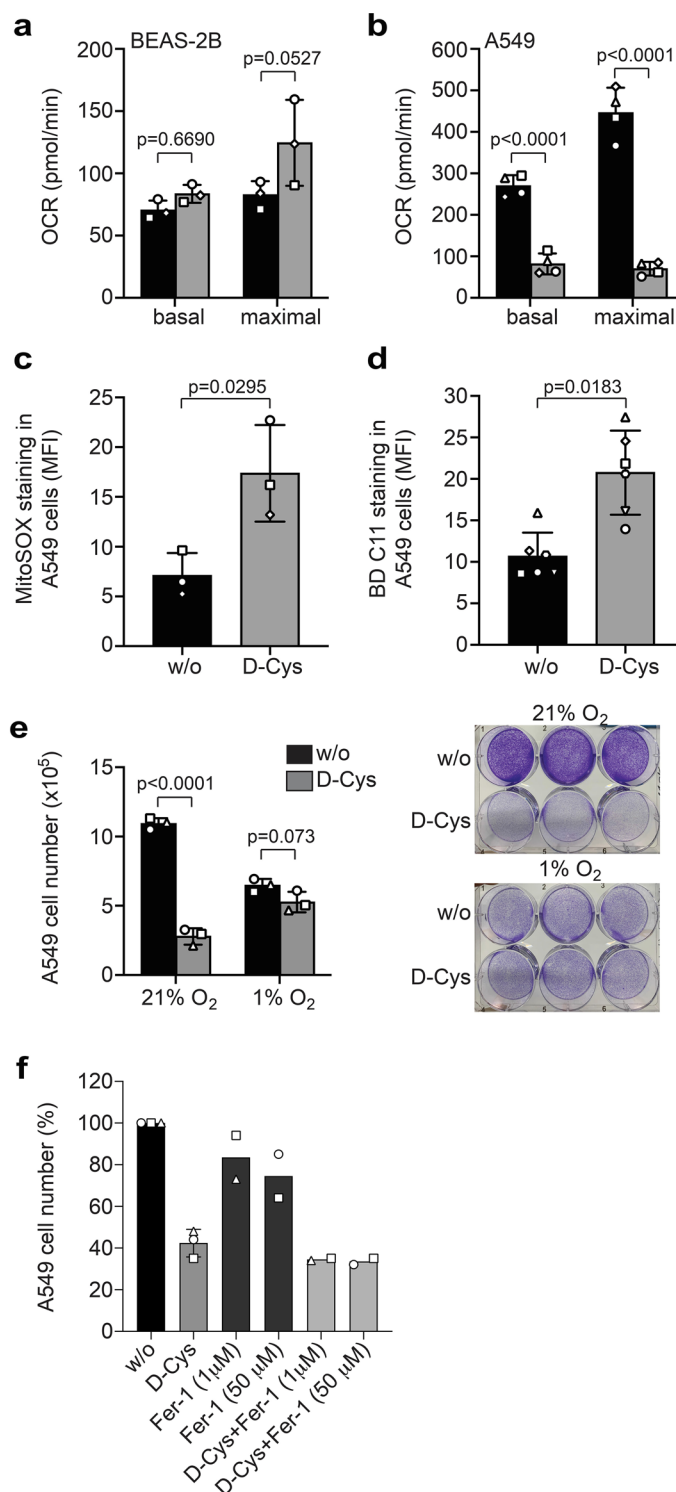 a
BEAS-2B
OCR (pmol/min)
200
150
100
50
0
p=0.6690
p=0.0527
basal
maximal
b
A549
OCR (pmol/min)
600
500
400
300
200
100
0
p<0.0001
p<0.0001
basal
maximal
c
MitoSOX staining in
A549 cells (MFI)
25
20
15
10
5
0
p=0.0295
w/o
D-Cys
d
BD C11 staining in
A549 cells (MFI)
30
25
20
15
10
5
0
p=0.0183
w/o
D-Cys
e
A549 cell number (x10⁵)
15
10
5
0
p<0.0001
p=0.073
21% O₂
1% O₂
w/o
D-Cys
21% O₂
w/o
D-Cys
1% O₂
w/o
D-Cys
f
A549 cell number (%)
120
100
80
60
40
20
0
w/o
D-Cys
Fer-1 (1µM)
Fer-1 (50 µM)
D-Cys+Fer-1 (1µM)
D-Cys+Fer-1 (50 µM)